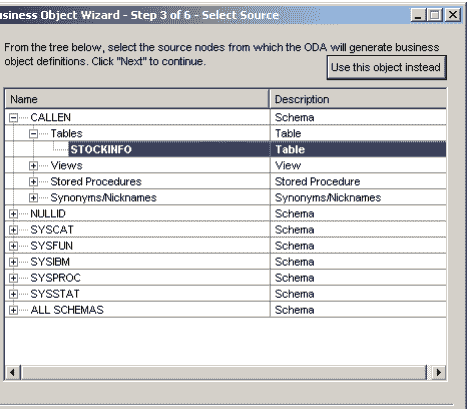 usiness Object Wizard - Step 3 of 6 - Select Source
From the tree below, select the source nodes from which the ODA will generate business
object definitions. Click "Next" to continue.
Use this object instead
Name Description
CALLEN Schema
Tables Table
STOCKINFO Table
Views View
Stored Procedures Stored Procedure
Synonyms/Nicknames Synonyms/Nicknames
NULLID Schema
SYSCAT Schema
SYSFUN Schema
SYSIBM Schema
SYSPROC Schema
SYSSTAT Schema
ALL SCHEMAS Schema